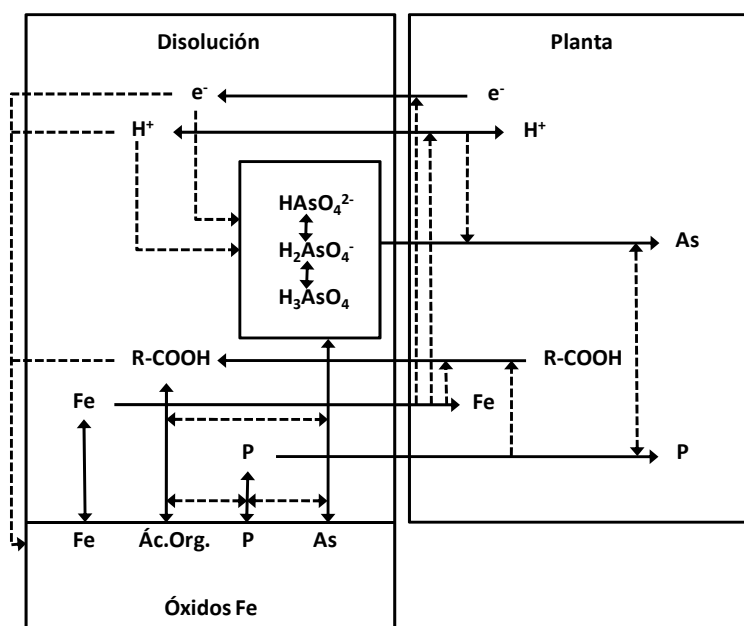 Disolución Planta
e⁻ e⁻
H⁺ H⁺
HAsO₄²⁻
H₂AsO₄⁻ As
H₃AsO₄
R-COOH R-COOH
Fe Fe
P P
Fe Ác.Org. P As
Óxidos Fe